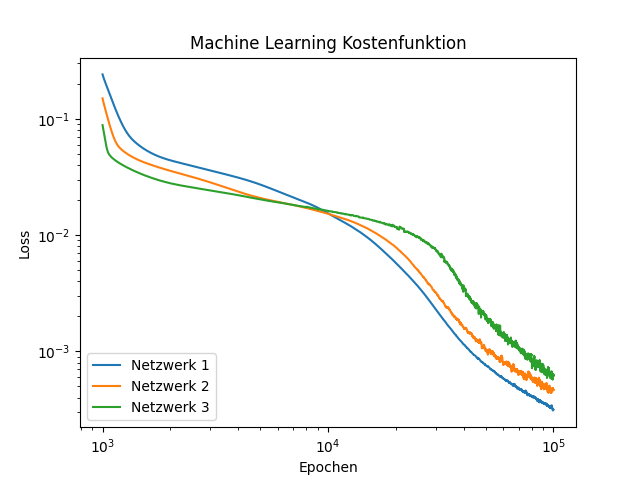 Machine Learning Kostenfunktion
Loss
10⁻¹
10⁻²
10⁻³
Netzwerk 1
Netzwerk 2
Netzwerk 3
10³
10⁴
10⁵
Epochen